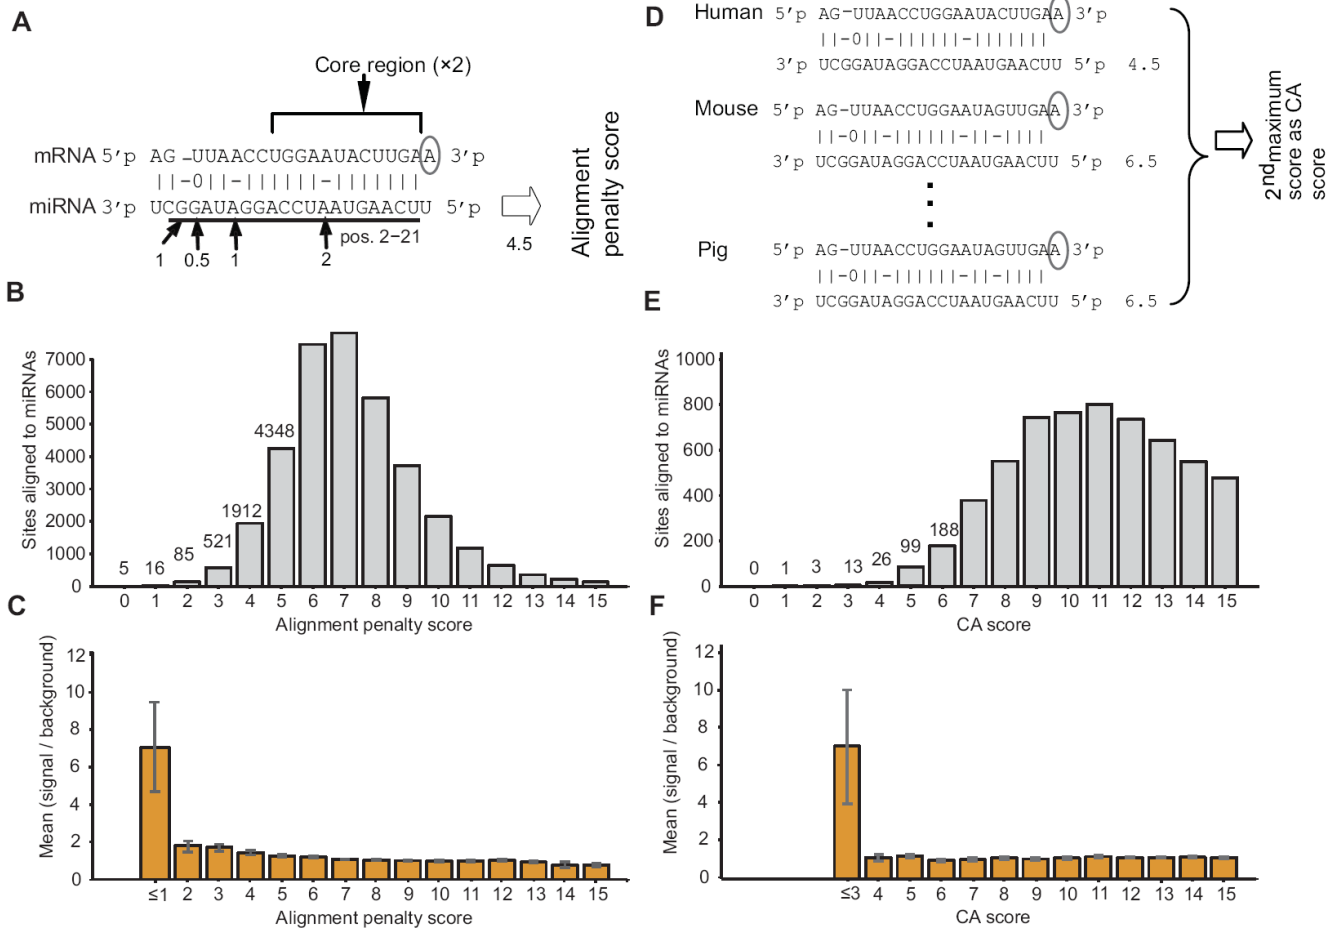 A
Core region (×2)
mRNA 5′p AG -UUAACCUGGAAUACUUGAA 3′p
||-O||-||||||-|||||||
miRNA 3′p UCGGAUAGGACCUAAUGAACUU 5′p
pos. 2–21
1 0.5 1 2
4.5
Alignment
penalty score
D
Human 5′p AG-UUAACCUGGAAUACUUGAA 3′p
||-O||-||||||-|||||||
3′p UCGGAUAGGACCUAAUGAACUU 5′p 4.5
Mouse 5′p AG-UUAACCUGGAAUAGUUGAA 3′p
||-O||-||||||-||-||||
3′p UCGGAUAGGACCUAAUGAACUU 5′p 6.5
Pig 5′p AG-UUAACCUGGAAUAGUUGAA 3′p
||-O||-||||||-||-||||
3′p UCGGAUAGGACCUAAUGAACUU 5′p 6.5
2nd maximum
score as CA
score
B
Sites aligned to miRNAs
7000
6000
5000
4000
3000
2000
1000
0
5 16 85 521 1912 4348
0 1 2 3 4 5 6 7 8 9 10 11 12 13 14 15
Alignment penalty score
E
Sites aligned to miRNAs
1000
800
600
400
200
0
0 1 3 13 26 99 188
0 1 2 3 4 5 6 7 8 9 10 11 12 13 14 15
CA score
C
Mean (signal / background)
12
10
8
6
4
2
0
≤1 2 3 4 5 6 7 8 9 10 11 12 13 14 15
Alignment penalty score
F
Mean (signal / background)
12
10
8
6
4
2
0
≤3 4 5 6 7 8 9 10 11 12 13 14 15
CA score